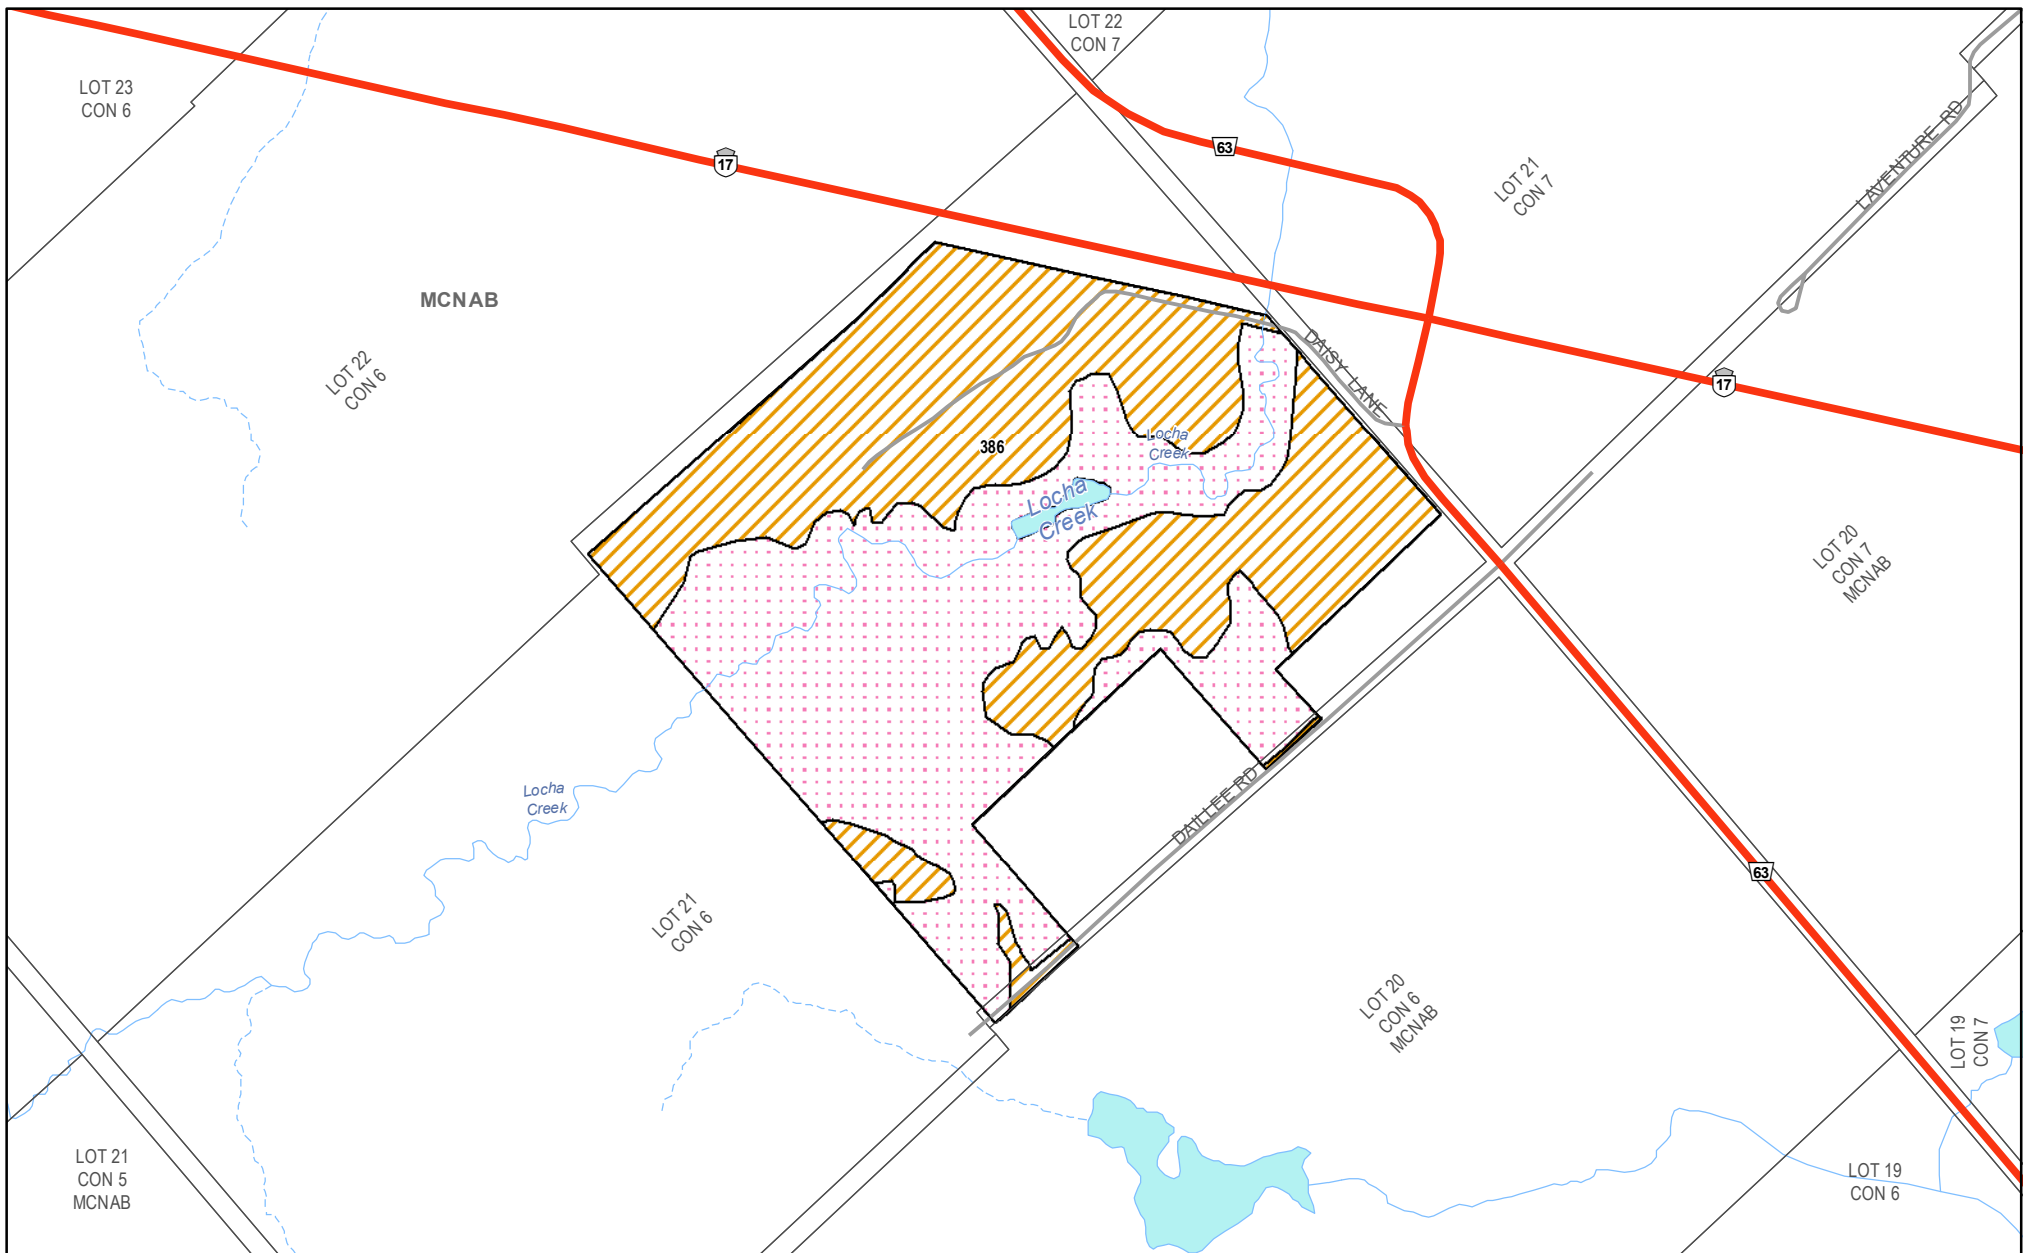 LOT 22
CON 7
LOT 23
CON 6
63
17
LAVENTURE RD
LOT 21
CON 7
MCNAB
LOT 22
CON 6
DAISY LANE
17
386
Locha
Creek
Locha
Creek
LOT 20
CON 7
MCNAB
Locha
Creek
DAILLEE RD
63
LOT 21
CON 6
LOT 20
CON 6
MCNAB
LOT 19
CON 7
LOT 21
CON 5
MCNAB
LOT 19
CON 6